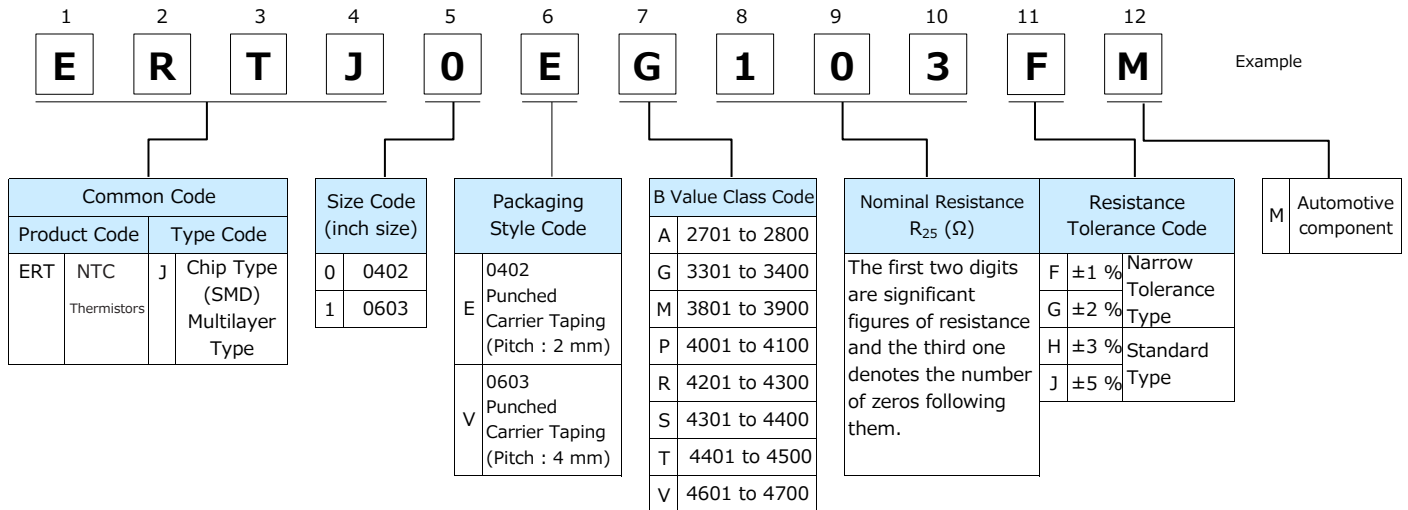 1 2 3 4 5 6 7 8 9 10 11 12
E R T J 0 E G 1 0 3 F M Example
Common Code
Product Code Type Code
ERT NTC
Thermistors
J Chip Type
(SMD)
Multilayer
Type
Size Code
(inch size)
0 0402
1 0603
Packaging
Style Code
E 0402
Punched
Carrier Taping
(Pitch : 2 mm)
V 0603
Punched
Carrier Taping
(Pitch : 4 mm)
B Value Class Code
A 2701 to 2800
G 3301 to 3400
M 3801 to 3900
P 4001 to 4100
R 4201 to 4300
S 4301 to 4400
T 4401 to 4500
V 4601 to 4700
Nominal Resistance
R25 (Ω)
The first two digits
are significant
figures of resistance
and the third one
denotes the number
of zeros following
them.
Resistance
Tolerance Code
F ±1 %
G ±2 %
Narrow
Tolerance
Type
H ±3 %
J ±5 %
Standard
Type
M Automotive
component